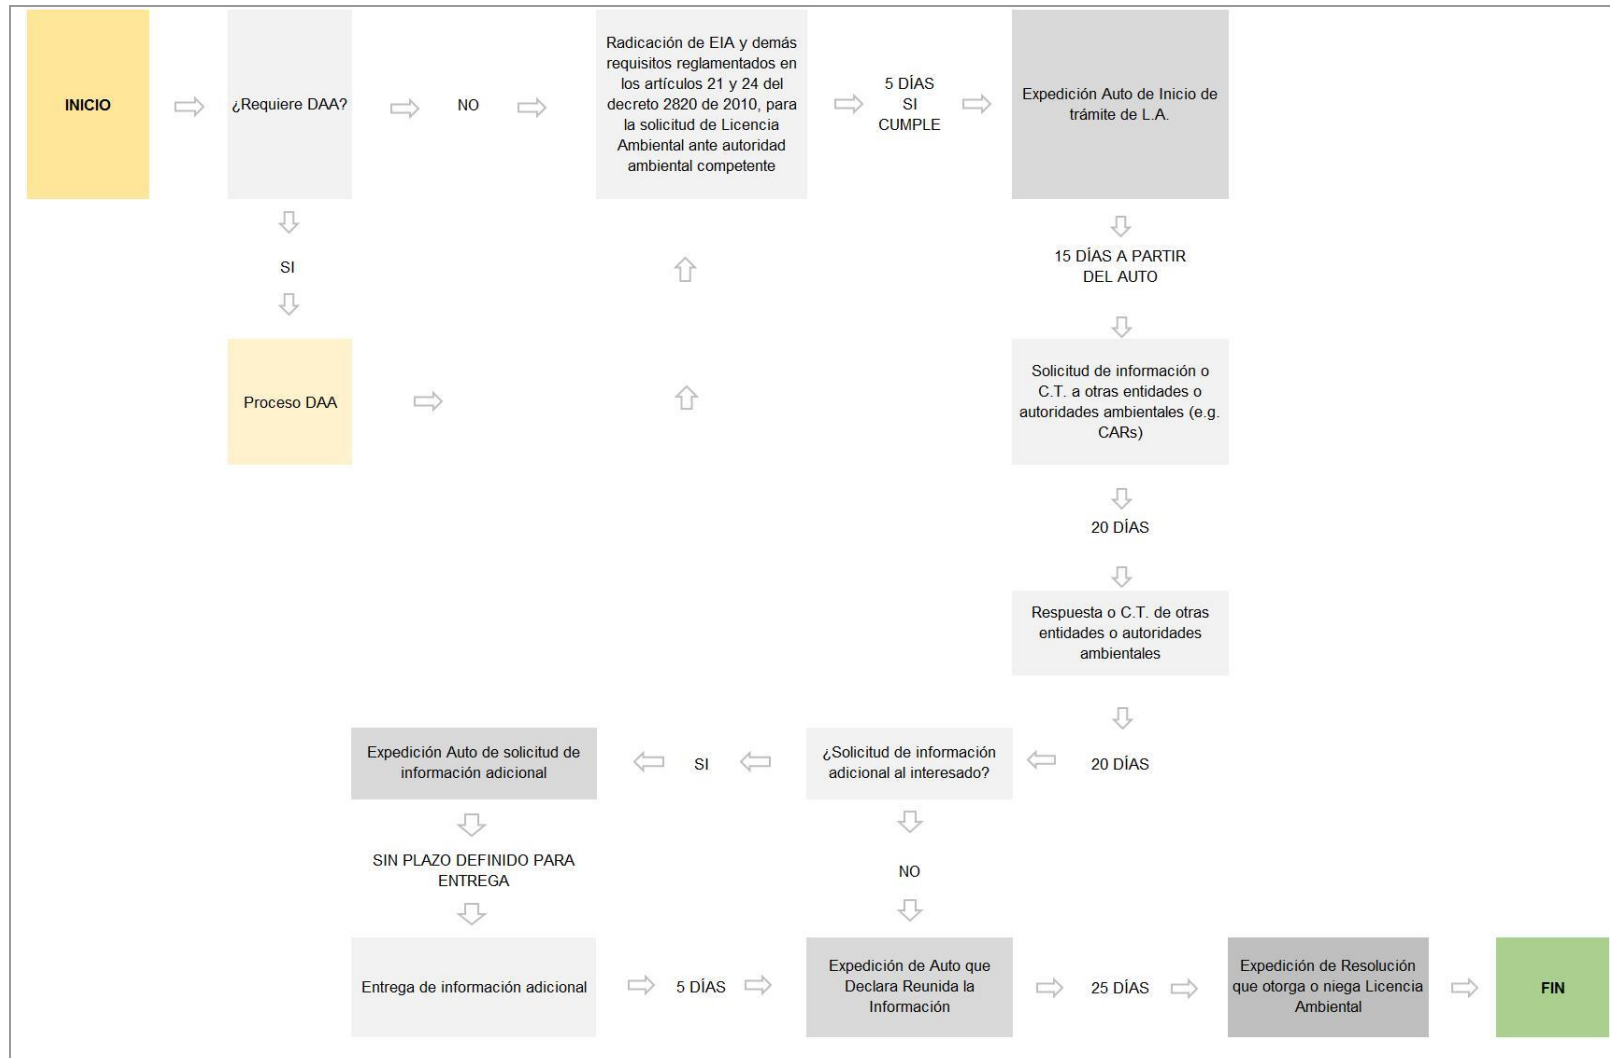 INICIO
¿Requiere DAA?
NO
Radicación de EIA y demás
requisitos reglamentados en
los artículos 21 y 24 del
decreto 2820 de 2010, para
la solicitud de Licencia
Ambiental ante autoridad
ambiental competente
5 DÍAS
SI
CUMPLE
Expedición Auto de Inicio de
trámite de L.A.
SI
15 DÍAS A PARTIR
DEL AUTO
Proceso DAA
Solicitud de información o
C.T. a otras entidades o
autoridades ambientales (e.g.
CARs)
20 DÍAS
Respuesta o C.T. de otras
entidades o autoridades
ambientales
Expedición Auto de solicitud de
información adicional
SI
¿Solicitud de información
adicional al interesado?
20 DÍAS
SIN PLAZO DEFINIDO PARA
ENTREGA
NO
Entrega de información adicional
5 DÍAS
Expedición de Auto que
Declara Reunida la
Información
25 DÍAS
Expedición de Resolución
que otorga o niega Licencia
Ambiental
FIN